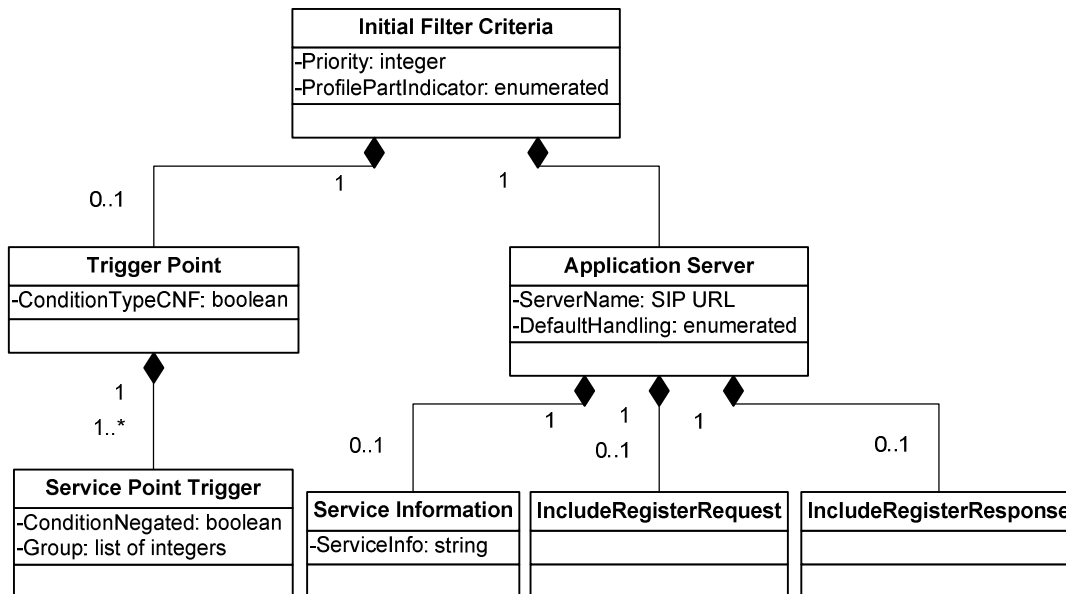 Initial Filter Criteria
-Priority: integer
-ProfilePartIndicator: enumerated
1
1
0..1
Trigger Point
-ConditionTypeCNF: boolean
Application Server
-ServerName: SIP URL
-DefaultHandling: enumerated
1
1..*
1
1
1
0..1
0..1
0..1
Service Point Trigger
-ConditionNegated: boolean
-Group: list of integers
Service Information
-ServiceInfo: string
IncludeRegisterRequest
IncludeRegisterResponse